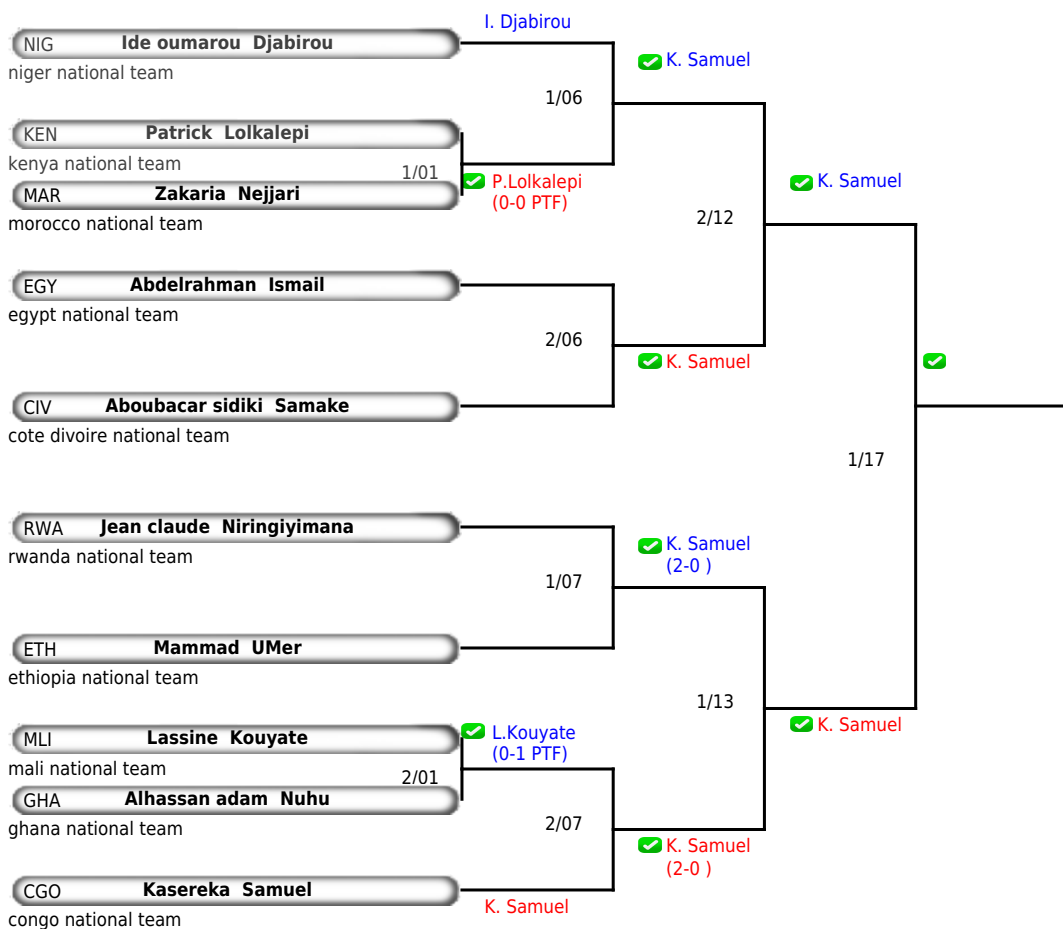 I. Djabirou
NIG Ide oumarou Djabirou
niger national team
K. Samuel
1/06
KEN Patrick Lolkalepi
kenya national team
1/01
P.Lolkalepi
(0-0 PTF)
MAR Zakaria Nejjari
morocco national team
K. Samuel
2/12
EGY Abdelrahman Ismail
egypt national team
2/06
K. Samuel
CIV Aboubacar sidiki Samake
cote divoire national team
1/17
RWA Jean claude Niringiyimana
rwanda national team
K. Samuel
(2-0 )
1/07
ETH Mammad UMer
ethiopia national team
1/13
K. Samuel
MLI Lassine Kouyate
mali national team
L.Kouyate
(0-1 PTF)
2/01
GHA Alhassan adam Nuhu
ghana national team
2/07
K. Samuel
(2-0 )
CGO Kasereka Samuel
congo national team
K. Samuel